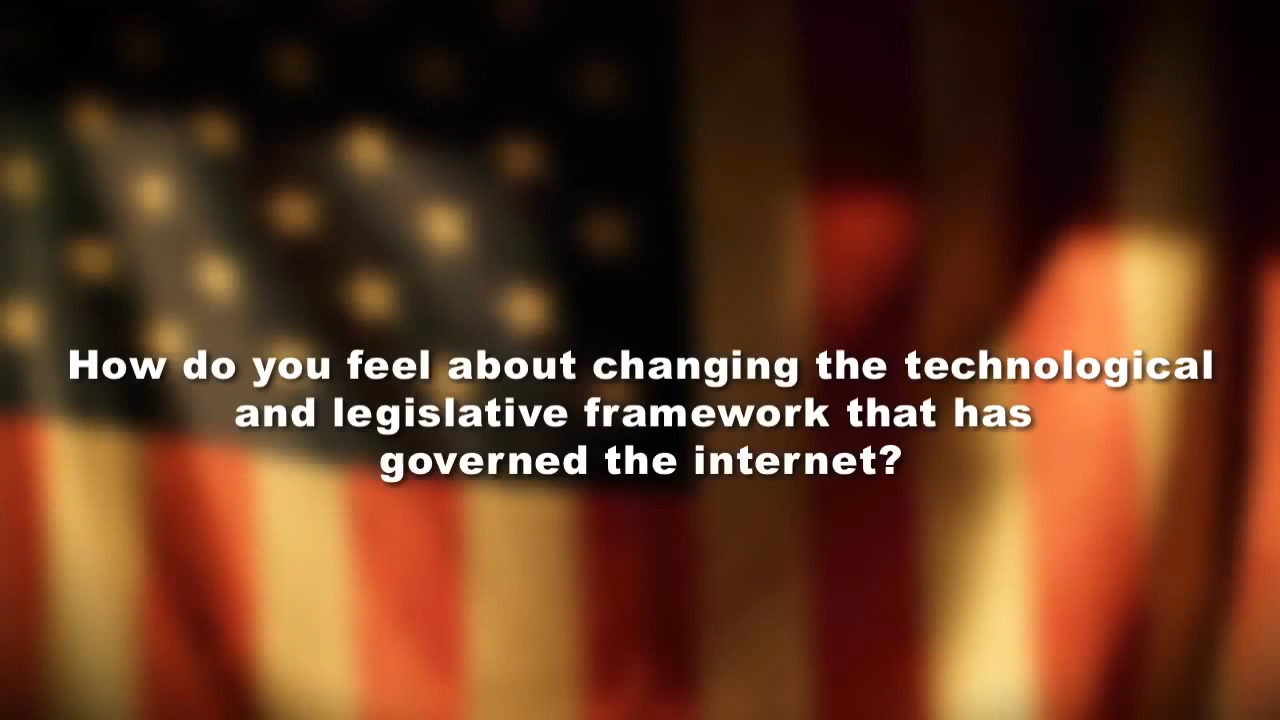 How do you feel about changing the technological
and legislative framework that has
governed the internet?